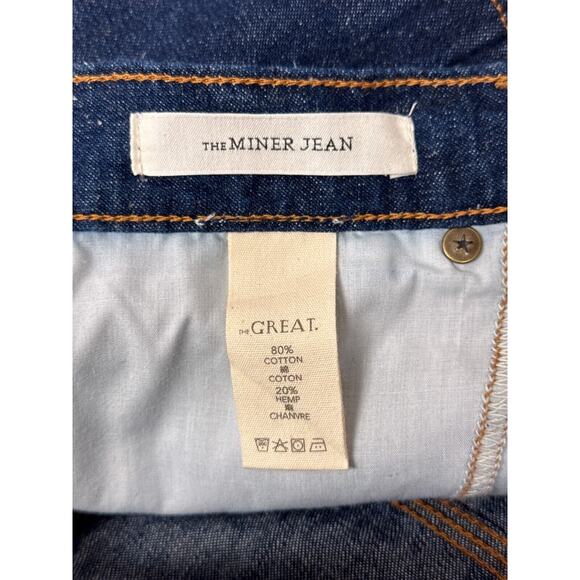 THE MINER JEAN
THE GREAT.
80%
COTTON
綿
COTON
20%
HEMP
麻
CHANVRE